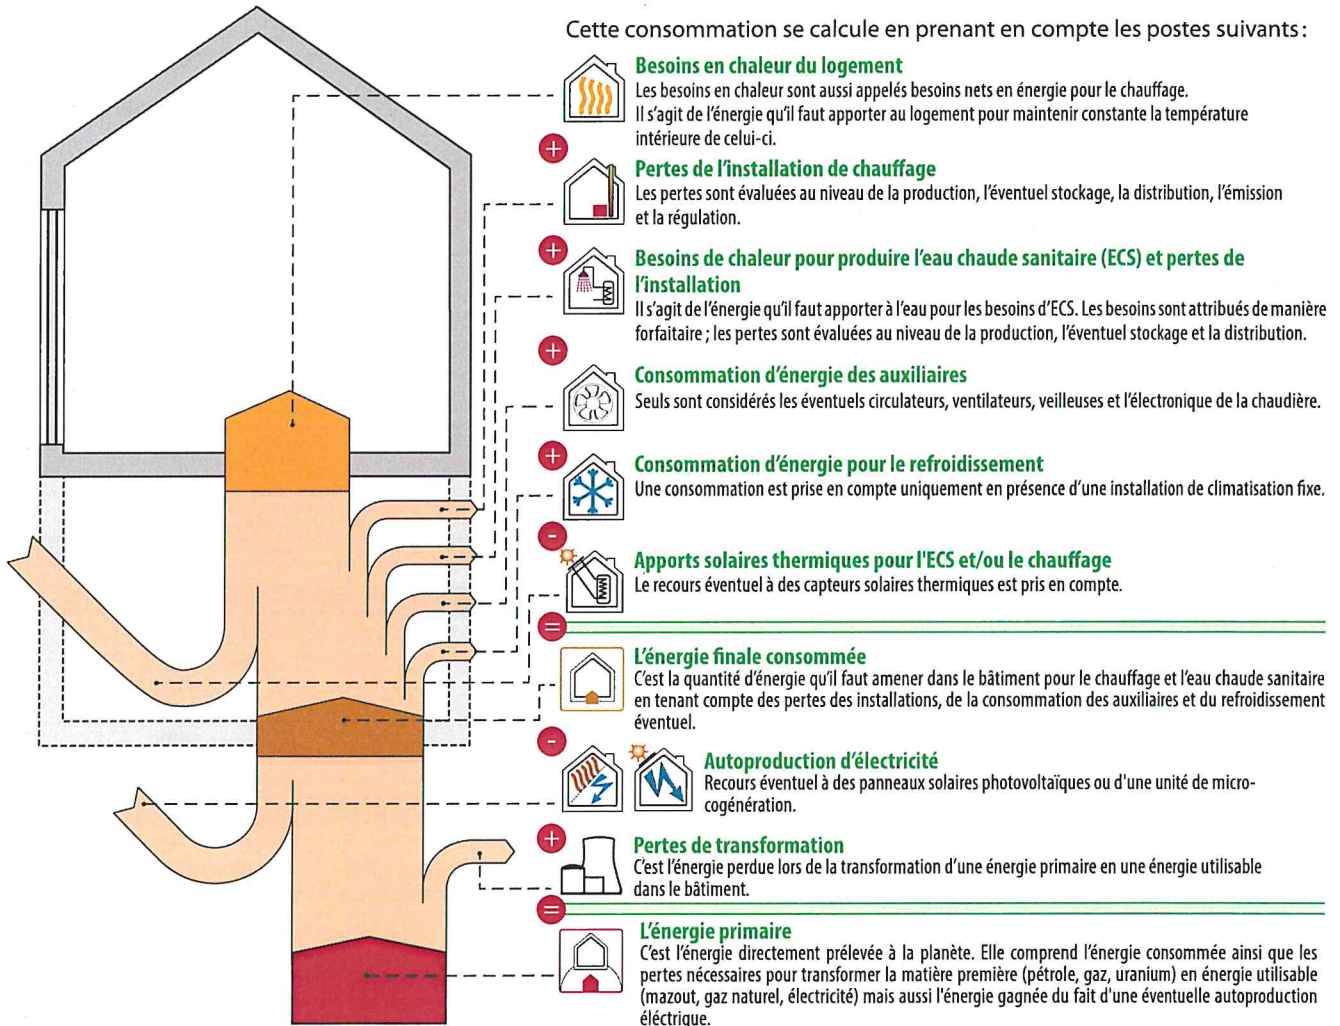 Cette consommation se calcule en prenant en compte les postes suivants :
Besoins en chaleur du logement
Les besoins en chaleur sont aussi appelés besoins nets en énergie pour le chauffage.
Il s'agit de l'énergie qu'il faut apporter au logement pour maintenir constante la température
intérieure de celui-ci.
+
Pertes de l'installation de chauffage
Les pertes sont évaluées au niveau de la production, l'éventuel stockage, la distribution, l'émission
et la régulation.
+
Besoins de chaleur pour produire l'eau chaude sanitaire (ECS) et pertes de
l'installation
Il s'agit de l'énergie qu'il faut apporter à l'eau pour les besoins d'ECS. Les besoins sont attribués de manière
forfaitaire ; les pertes sont évaluées au niveau de la production, l'éventuel stockage et la distribution.
+
Consommation d'énergie des auxiliaires
Seuls sont considérés les éventuels circulateurs, ventilateurs, veilleuses et l'électronique de la chaudière.
+
Consommation d'énergie pour le refroidissement
Une consommation est prise en compte uniquement en présence d'une installation de climatisation fixe.
-
Apports solaires thermiques pour l'ECS et/ou le chauffage
Le recours éventuel à des capteurs solaires thermiques est pris en compte.
=
L'énergie finale consommée
C'est la quantité d'énergie qu'il faut amener dans le bâtiment pour le chauffage et l'eau chaude sanitaire
en tenant compte des pertes des installations, de la consommation des auxiliaires et du refroidissement
éventuel.
-
Autoproduction d'électricité
Recours éventuel à des panneaux solaires photovoltaïques ou d'une unité de micro-
cogénération.
+
Pertes de transformation
C'est l'énergie perdue lors de la transformation d'une énergie primaire en une énergie utilisable
dans le bâtiment.
=
L'énergie primaire
C'est l'énergie directement prélevée à la planète. Elle comprend l'énergie consommée ainsi que les
pertes nécessaires pour transformer la matière première (pétrole, gaz, uranium) en énergie utilisable
(mazout, gaz naturel, électricité) mais aussi l'énergie gagnée du fait d'une éventuelle autoproduction
éléctrique.